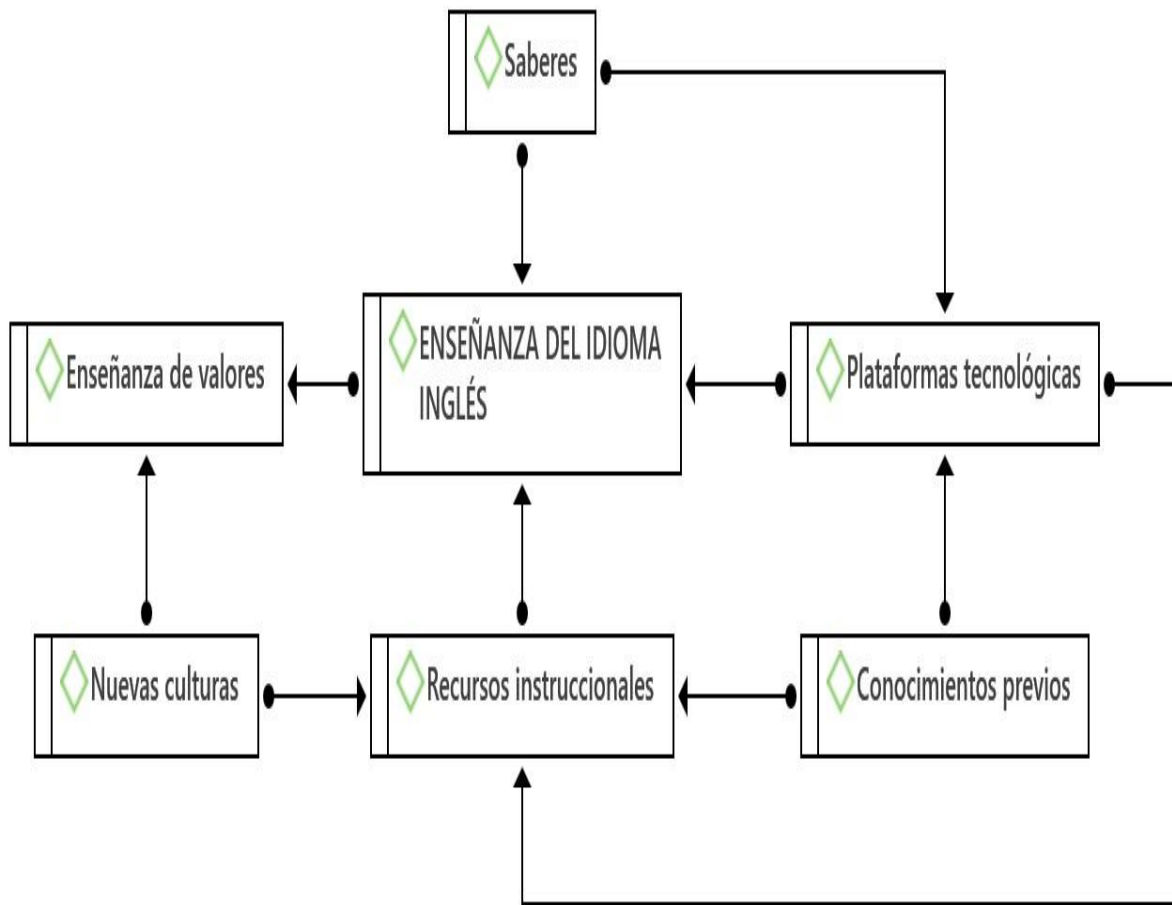 Saberes
Enseñanza de valores
ENSEÑANZA DEL IDIOMA
INGLÉS
Plataformas tecnológicas
Nuevas culturas
Recursos instruccionales
Conocimientos previos